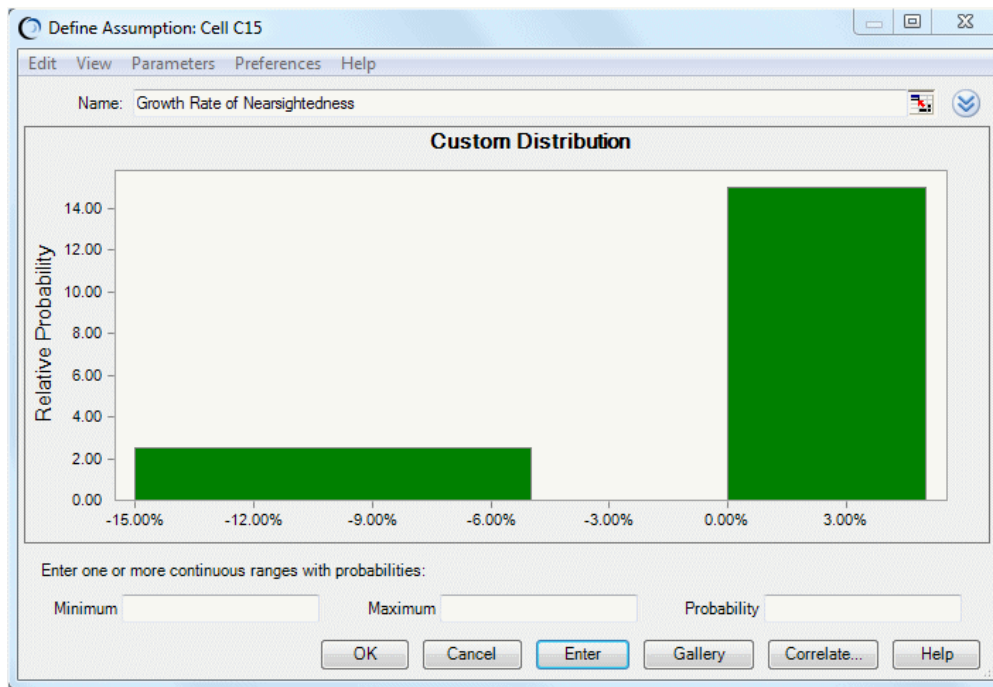 Define Assumption: Cell C15
Edit View Parameters Preferences Help
Name: Growth Rate of Nearsightedness
Custom Distribution
Relative Probability
14.00
12.00
10.00
8.00
6.00
4.00
2.00
0.00
-15.00% -12.00% -9.00% -6.00% -3.00% 0.00% 3.00%
Enter one or more continuous ranges with probabilities:
Minimum Maximum Probability
OK Cancel Enter Gallery Correlate... Help